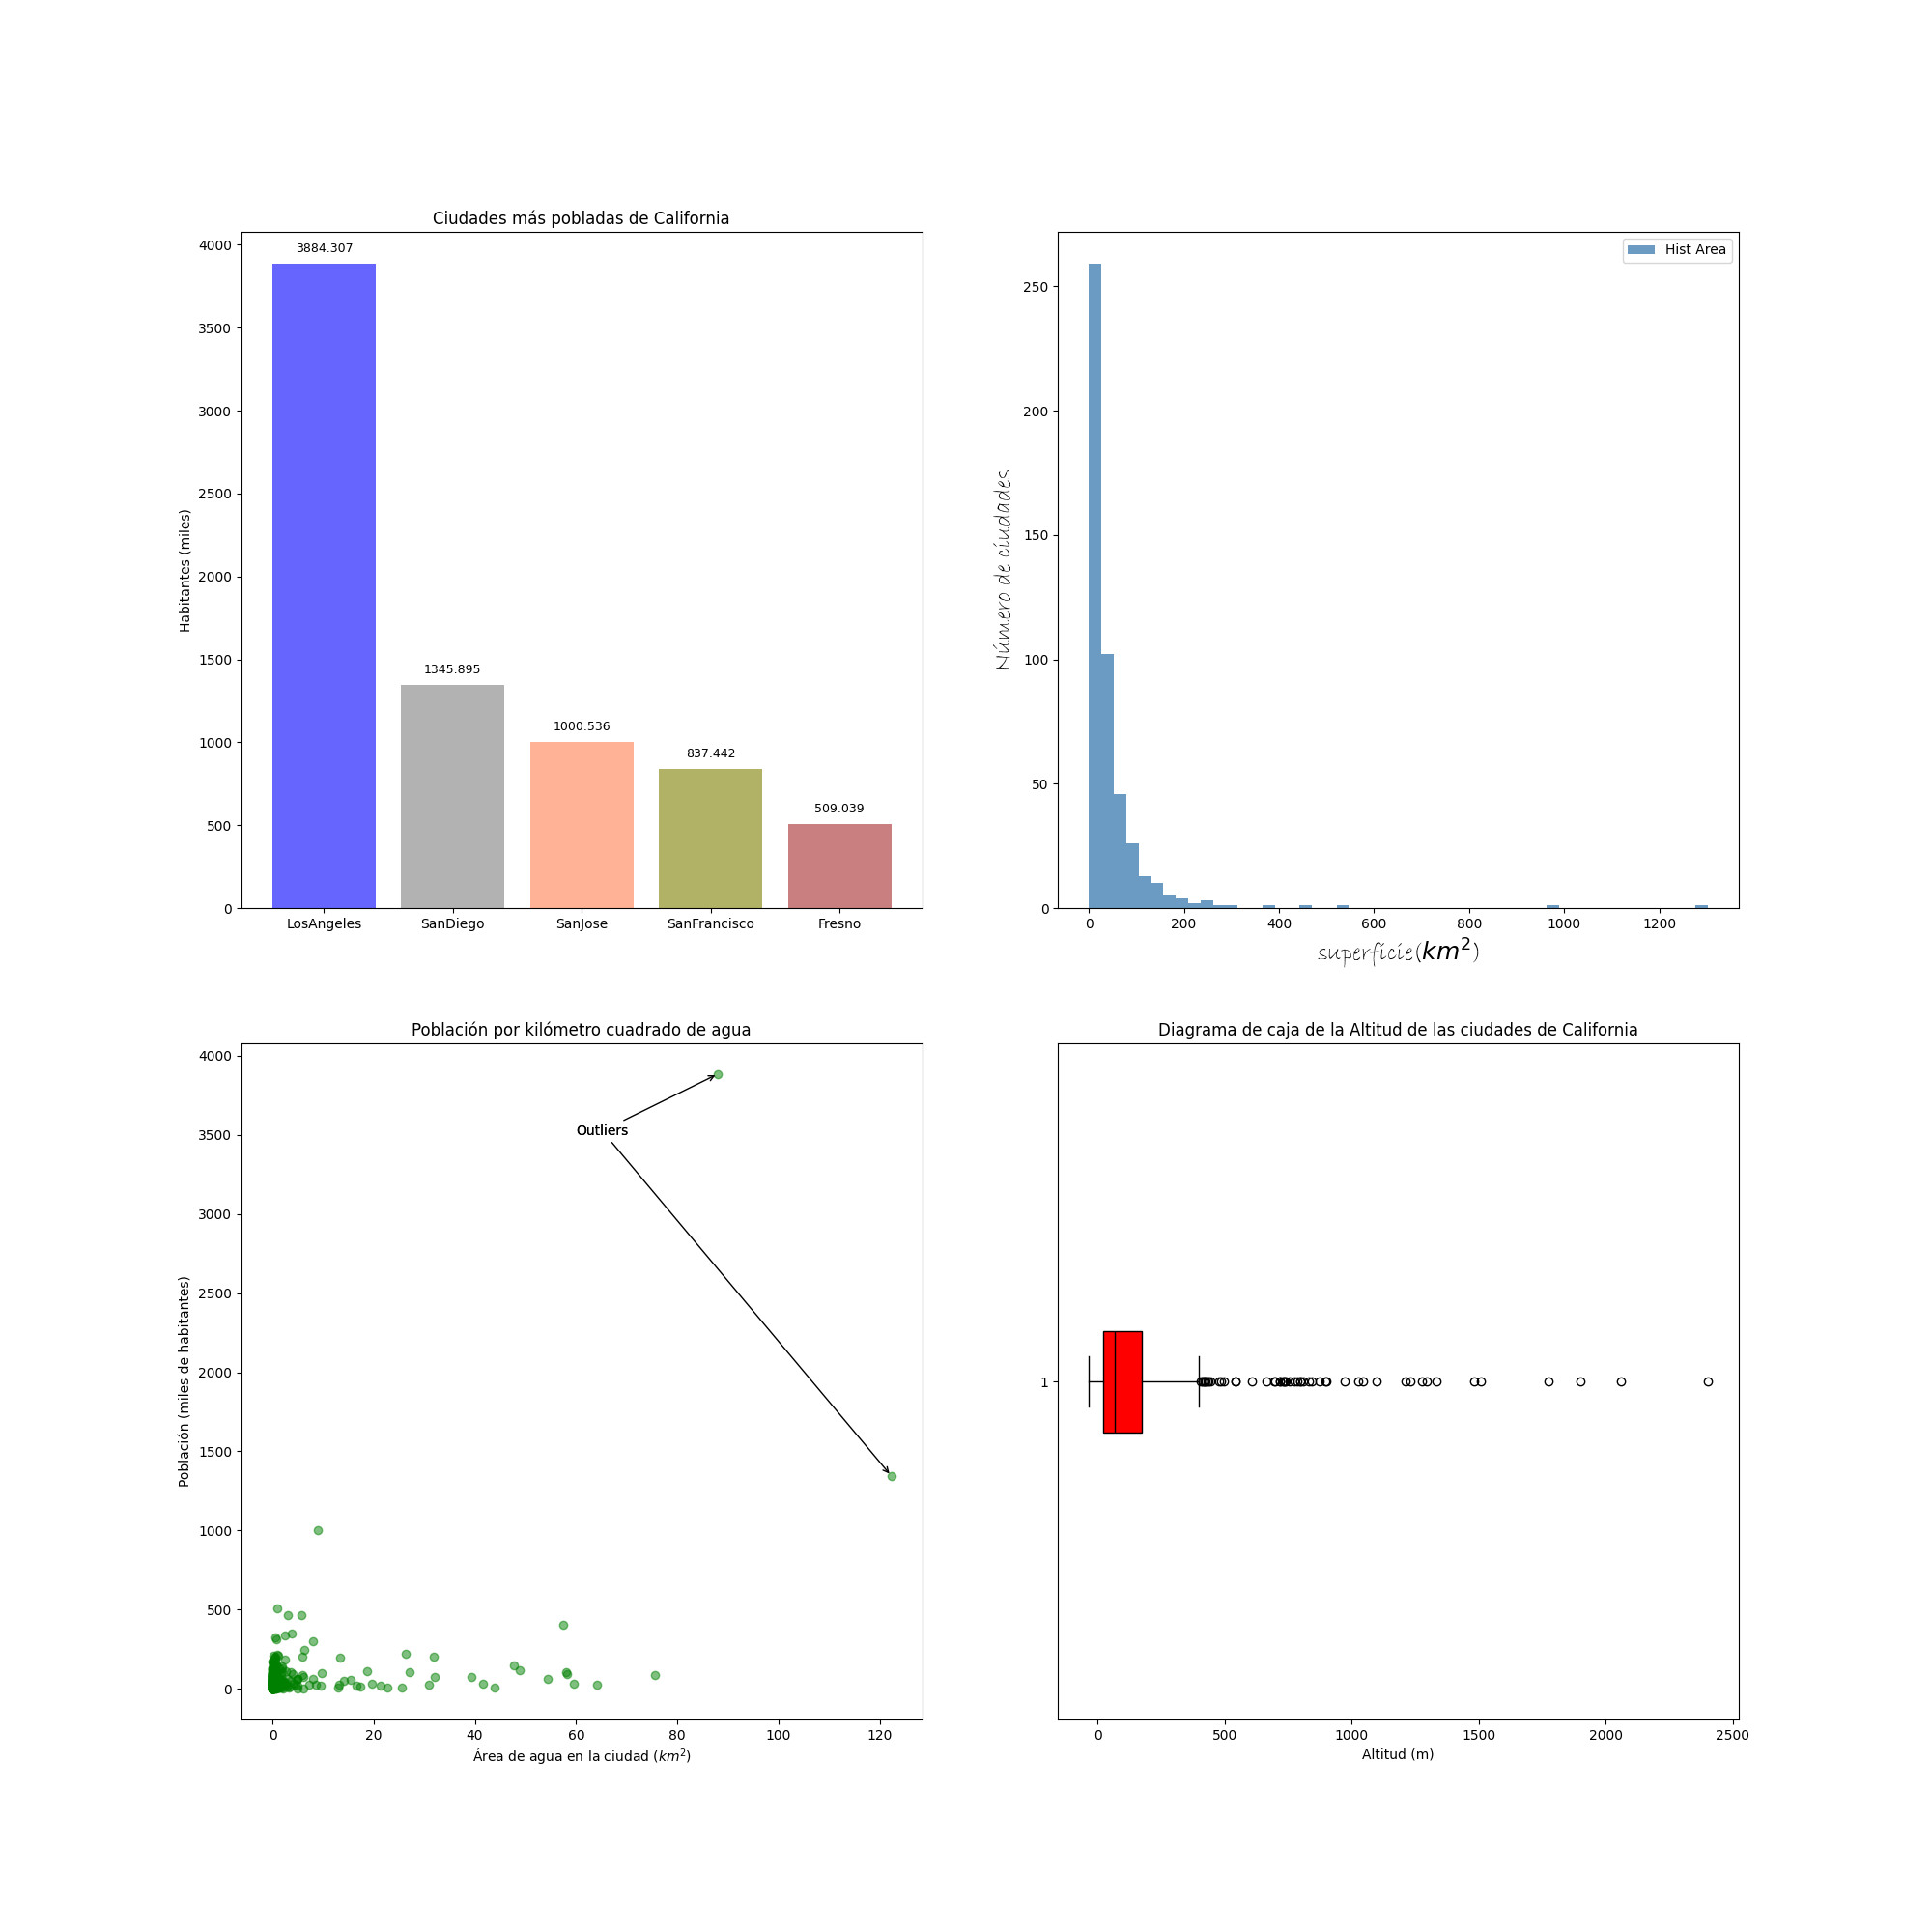 Ciudades más pobladas de California
4000
3500
3000
2500
2000
1500
1000
500
0
Habitantes (miles)
3884.307
1345.895
1000.536
837.442
509.039
LosAngeles SanDiego SanJose SanFrancisco Fresno
Hist Area
250
200
150
100
50
0
Número de ciudades
0 200 400 600 800 1000 1200
superficie(km²)
Población por kilómetro cuadrado de agua
4000
3500
3000
2500
2000
1500
1000
500
0
Población (miles de habitantes)
Outliers
0 20 40 60 80 100 120
Área de agua en la ciudad (km²)
Diagrama de caja de la Altitud de las ciudades de California
1
0 500 1000 1500 2000 2500
Altitud (m)